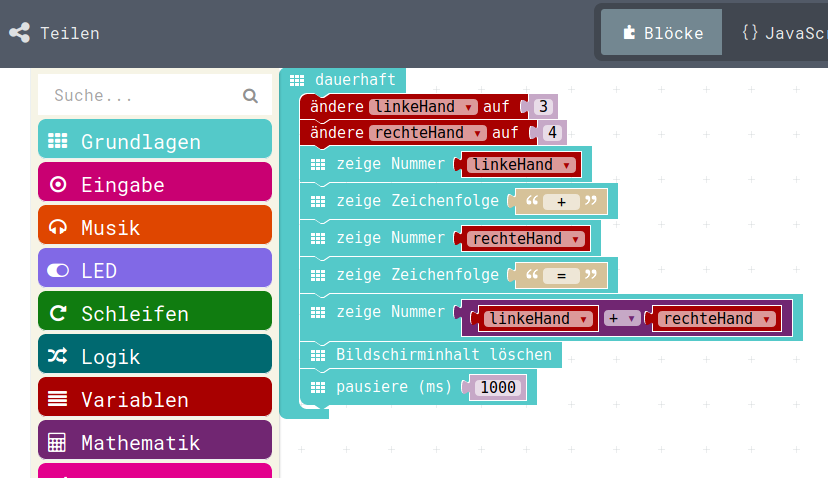 Teilen
Blöcke
{} JavaScr
Suche...
Grundlagen
Eingabe
Musik
LED
Schleifen
Logik
Variablen
Mathematik
dauerhaft
ändere linkeHand auf 3
ändere rechteHand auf 4
zeige Nummer linkeHand
zeige Zeichenfolge “ + ”
zeige Nummer rechteHand
zeige Zeichenfolge “ = ”
zeige Nummer linkeHand + rechteHand
Bildschirminhalt löschen
pausiere (ms) 1000